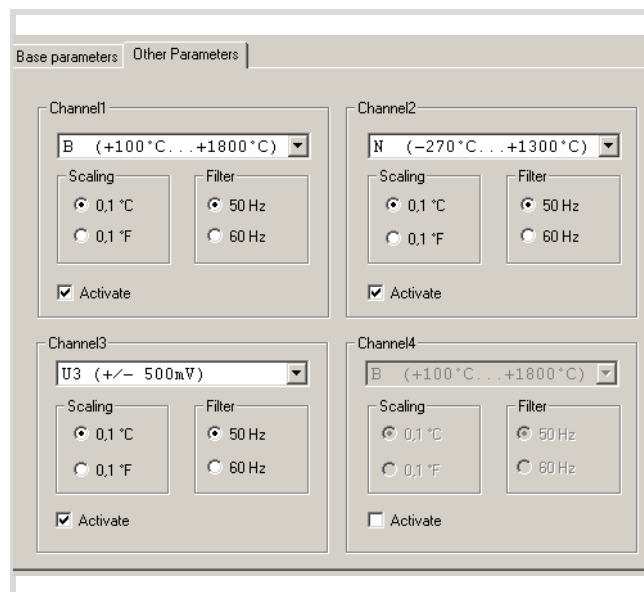 Base parameters
Other Parameters
Channel1
B (+100°C...+1800°C)
Scaling
0,1 °C
0,1 °F
Filter
50 Hz
60 Hz
Activate
Channel2
N (-270°C...+1300°C)
Scaling
0,1 °C
0,1 °F
Filter
50 Hz
60 Hz
Activate
Channel3
U3 (+/- 500mV)
Scaling
0,1 °C
0,1 °F
Filter
50 Hz
60 Hz
Activate
Channel4
B (+100°C...+1800°C)
Scaling
0,1 °C
0,1 °F
Filter
50 Hz
60 Hz
Activate